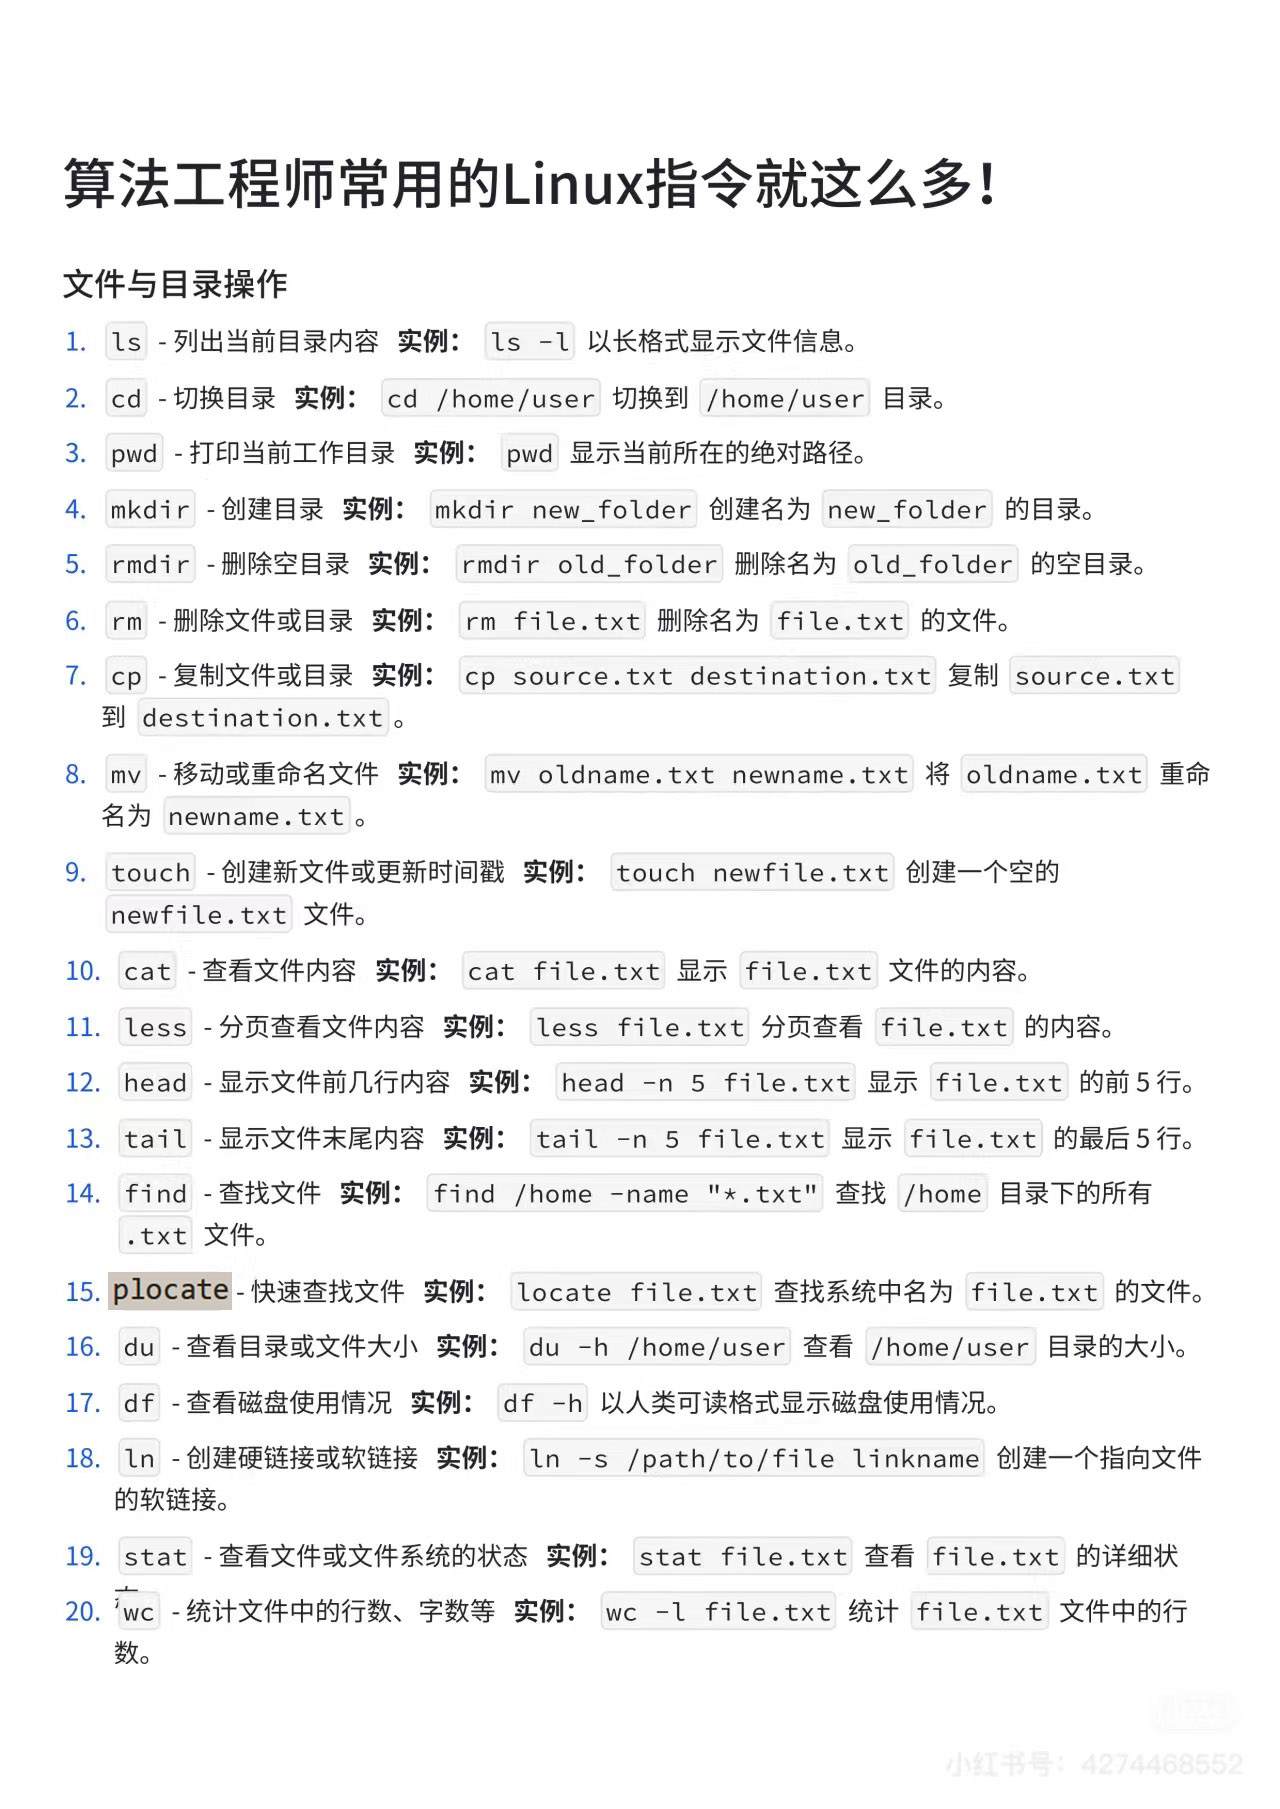 算法工程师常用的Linux指令就这么多！
文件与目录操作
1. ls - 列出当前目录内容 实例： ls -l 以长格式显示文件信息。
2. cd - 切换目录 实例： cd /home/user 切换到 /home/user 目录。
3. pwd - 打印当前工作目录 实例： pwd 显示当前所在的绝对路径。
4. mkdir - 创建目录 实例： mkdir new_folder 创建名为 new_folder 的目录。
5. rmdir - 删除空目录 实例： rmdir old_folder 删除名为 old_folder 的空目录。
6. rm - 删除文件或目录 实例： rm file.txt 删除名为 file.txt 的文件。
7. cp - 复制文件或目录 实例： cp source.txt destination.txt 复制 source.txt
到 destination.txt 。
8. mv - 移动或重命名文件 实例： mv oldname.txt newname.txt 将 oldname.txt 重命
名为 newname.txt 。
9. touch - 创建新文件或更新时间戳 实例： touch newfile.txt 创建一个空的
newfile.txt 文件。
10. cat - 查看文件内容 实例： cat file.txt 显示 file.txt 文件的内容。
11. less - 分页查看文件内容 实例： less file.txt 分页查看 file.txt 的内容。
12. head - 显示文件前几行内容 实例： head -n 5 file.txt 显示 file.txt 的前 5 行。
13. tail - 显示文件末尾内容 实例： tail -n 5 file.txt 显示 file.txt 的最后 5 行。
14. find - 查找文件 实例： find /home -name "*.txt" 查找 /home 目录下的所有
.txt 文件。
15. plocate - 快速查找文件 实例： locate file.txt 查找系统中名为 file.txt 的文件。
16. du - 查看目录或文件大小 实例： du -h /home/user 查看 /home/user 目录的大小。
17. df - 查看磁盘使用情况 实例： df -h 以人类可读格式显示磁盘使用情况。
18. ln - 创建硬链接或软链接 实例： ln -s /path/to/file linkname 创建一个指向文件
的软链接。
19. stat - 查看文件或文件系统的状态 实例： stat file.txt 查看 file.txt 的详细状
20. wc - 统计文件中的行数、字数等 实例： wc -l file.txt 统计 file.txt 文件中的行
数。
小红书号：4274468552